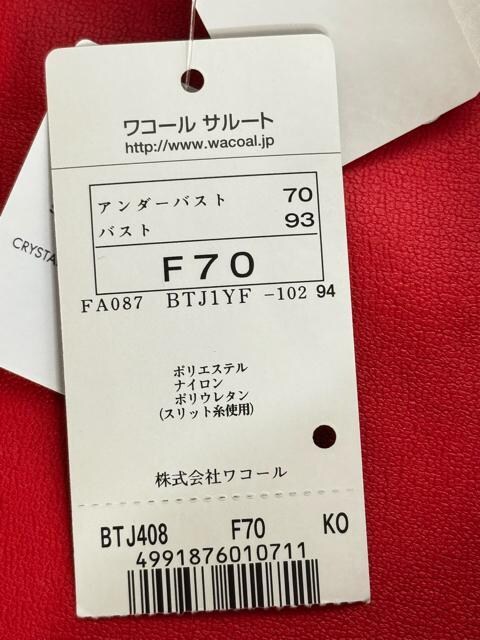 ワコール サルート
http://www.wacoal.jp
アンダーバスト 70
バスト 93
F70
FA087 BTJ1YF -102 94
ポリエステル
ナイロン
ポリウレタン
(スリット糸使用)
株式会社ワコール
BTJ408 F70 KO
4991876010711